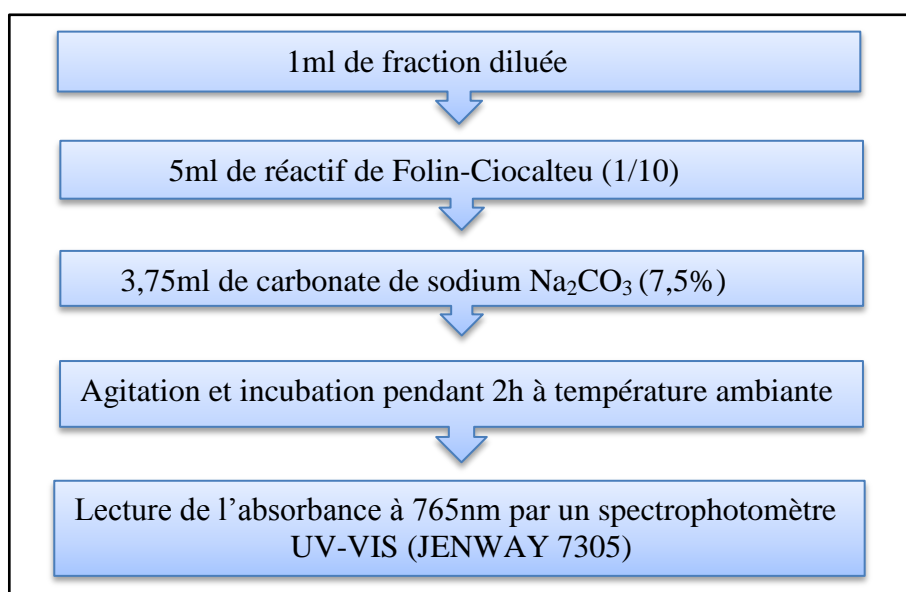 1ml de fraction diluée
5ml de réactif de Folin-Ciocalteu (1/10)
3,75ml de carbonate de sodium Na₂CO₃ (7,5%)
Agitation et incubation pendant 2h à température ambiante
Lecture de l’absorbance à 765nm par un spectrophotomètre
UV-VIS (JENWAY 7305)